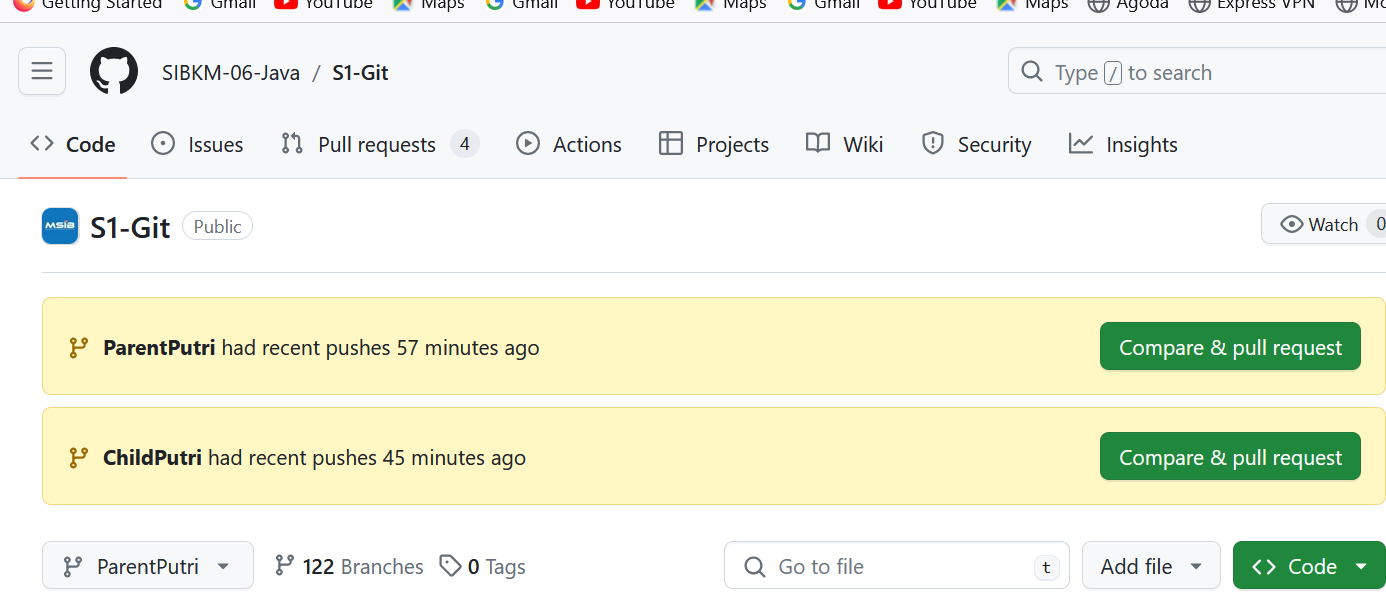 Getting Started Gmail YouTube Maps Gmail YouTube Maps Gmail YouTube Maps Agoda Express VPN
SIBKM-06-Java / S1-Git
Type / to search
Code Issues Pull requests 4 Actions Projects Wiki Security Insights
MSIB S1-Git Public
Watch 0
ParentPutri had recent pushes 57 minutes ago
Compare & pull request
ChildPutri had recent pushes 45 minutes ago
Compare & pull request
ParentPutri 122 Branches 0 Tags
Go to file t
Add file
Code